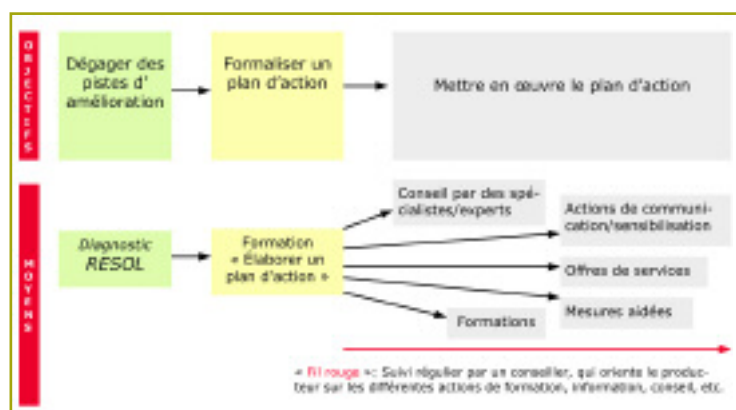 OBJECTIFS
Dégager des
pistes d'
amélioration
Formaliser un
plan d'action
Mettre en œuvre le plan d'action
MOYENS
Diagnostic
RESOL
Formation
« Élaborer un
plan d'action »
Conseil par des spé-
cialistes/experts
Actions de communi-
cation/sensibilisation
Offres de services
Mesures aidées
Formations
« Fil rouge »: Suivi régulier par un conseiller, qui oriente le produc-
teur sur les différentes actions de formation, information, conseil, etc.